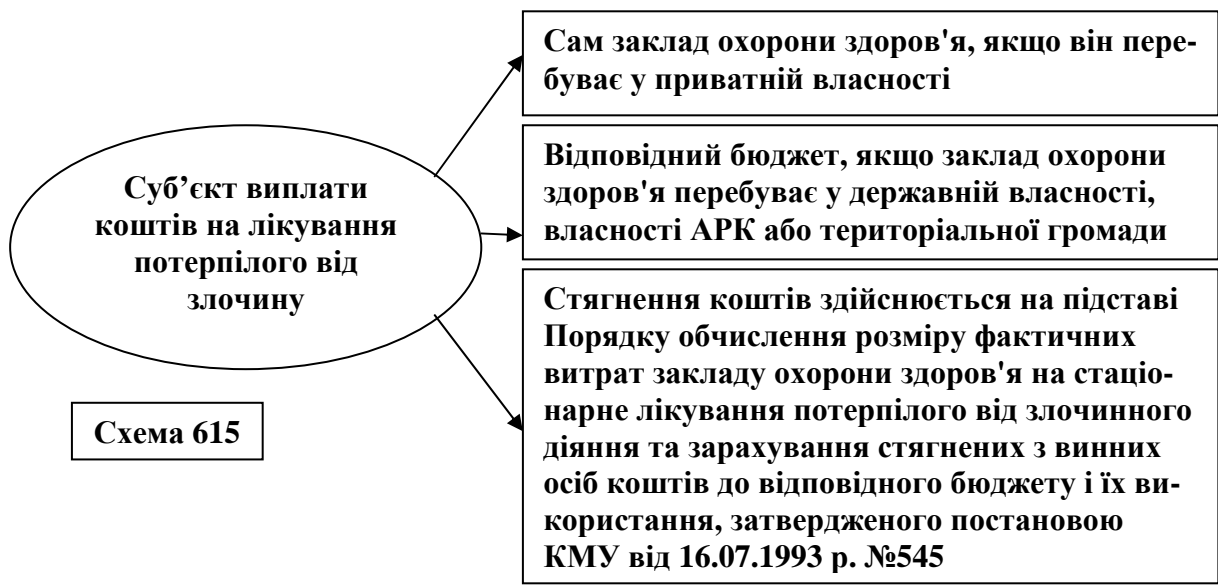 Суб’єкт виплати
коштів на лікування
потерпілого від
злочину
Схема 615
Сам заклад охорони здоров'я, якщо він пере-
буває у приватній власності
Відповідний бюджет, якщо заклад охорони
здоров'я перебуває у державній власності,
власності АРК або територіальної громади
Стягнення коштів здійснюється на підставі
Порядку обчислення розміру фактичних
витрат закладу охорони здоров'я на стаціо-
нарне лікування потерпілого від злочинного
діяння та зарахування стягнених з винних
осіб коштів до відповідного бюджету і їх ви-
користання, затвердженого постановою
КМУ від 16.07.1993 р. №545